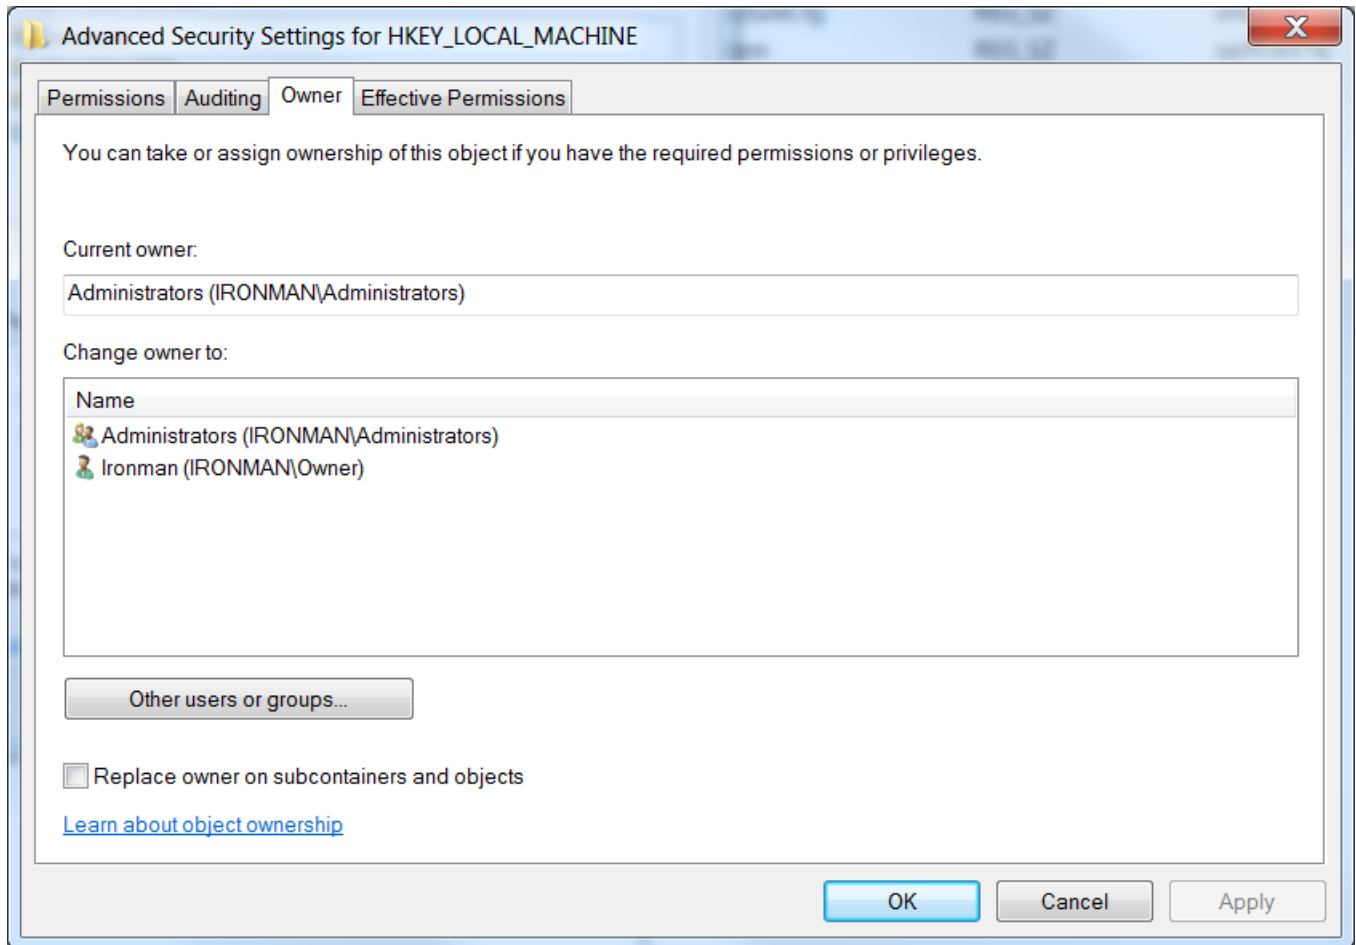 Advanced Security Settings for HKEY_LOCAL_MACHINE
X
Permissions Auditing Owner Effective Permissions
You can take or assign ownership of this object if you have the required permissions or privileges.
Current owner:
Administrators (IRONMAN\Administrators)
Change owner to:
Name
Administrators (IRONMAN\Administrators)
Ironman (IRONMAN\Owner)
Other users or groups...
Replace owner on subcontainers and objects
Learn about object ownership
OK Cancel Apply